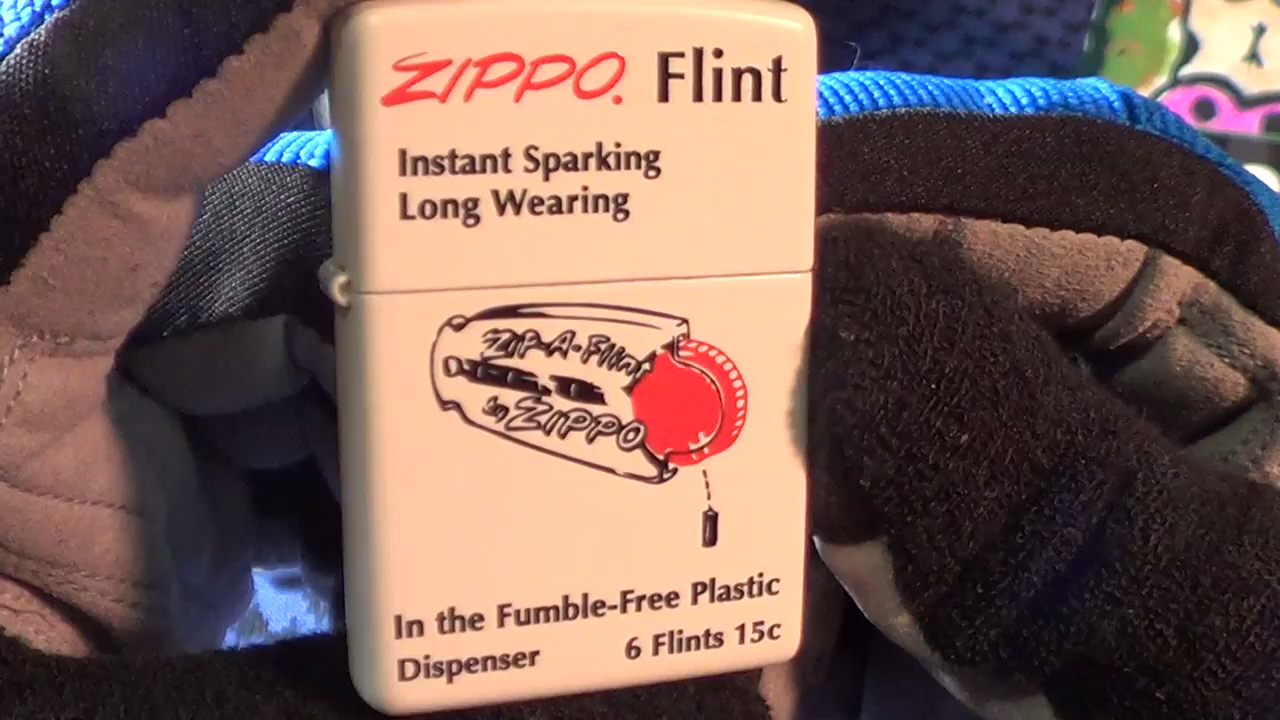 ZIPPO. Flint
Instant Sparking
Long Wearing
ZIP-A-Flint
by ZIPPO
In the Fumble-Free Plastic
Dispenser 6 Flints 15c